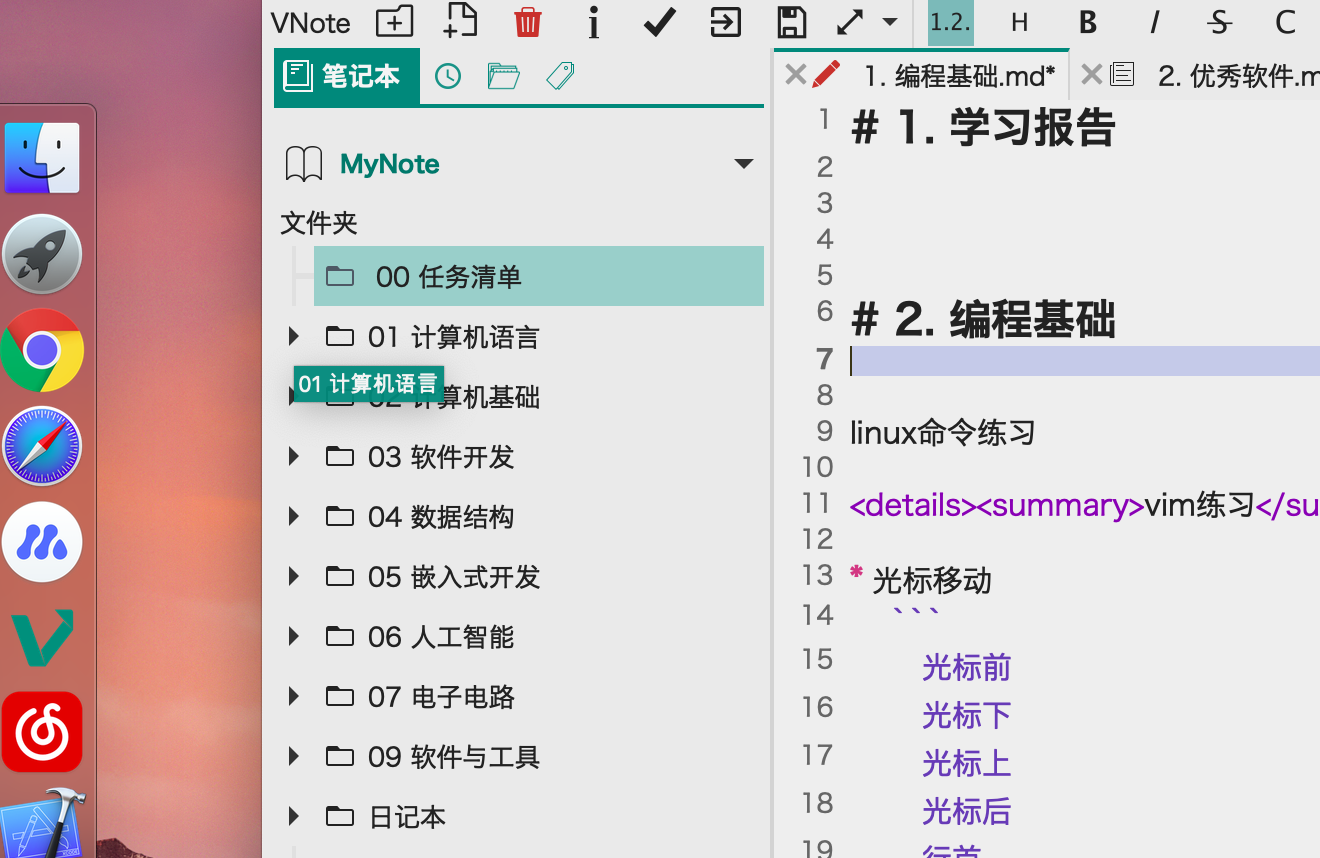 VNote
1.2. H B I S C
笔记本
1. 编程基础.md*
2. 优秀软件.m
MyNote
文件夹
00 任务清单
01 计算机语言
01 计算机语言
02 计算机基础
03 软件开发
04 数据结构
05 嵌入式开发
06 人工智能
07 电子电路
09 软件与工具
日记本
1 # 1. 学习报告
2
3
4
5
6 # 2. 编程基础
7
8
9 linux命令练习
10
11 <details><summary>vim练习</su
12
13 * 光标移动
14 ```
15 光标前
16 光标下
17 光标上
18 光标后
19 行首